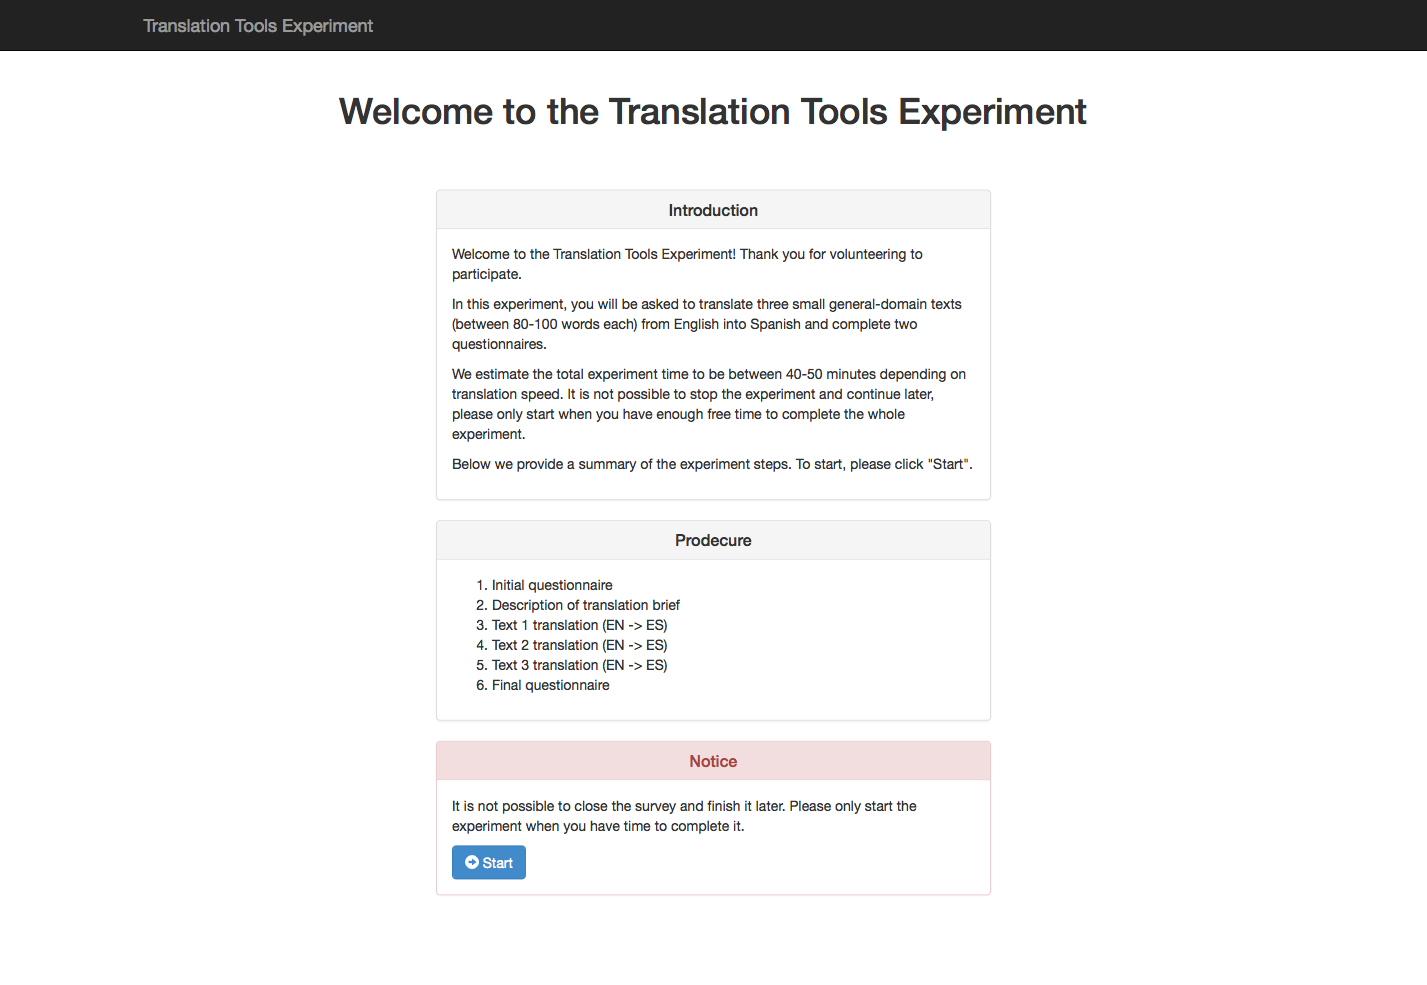 Translation Tools Experiment
Welcome to the Translation Tools Experiment
Introduction
Welcome to the Translation Tools Experiment! Thank you for volunteering to
participate.
In this experiment, you will be asked to translate three small general-domain texts
(between 80-100 words each) from English into Spanish and complete two
questionnaires.
We estimate the total experiment time to be between 40-50 minutes depending on
translation speed. It is not possible to stop the experiment and continue later,
please only start when you have enough free time to complete the whole
experiment.
Below we provide a summary of the experiment steps. To start, please click "Start".
Prodecure
1. Initial questionnaire
2. Description of translation brief
3. Text 1 translation (EN -> ES)
4. Text 2 translation (EN -> ES)
5. Text 3 translation (EN -> ES)
6. Final questionnaire
Notice
It is not possible to close the survey and finish it later. Please only start the
experiment when you have time to complete it.
Start